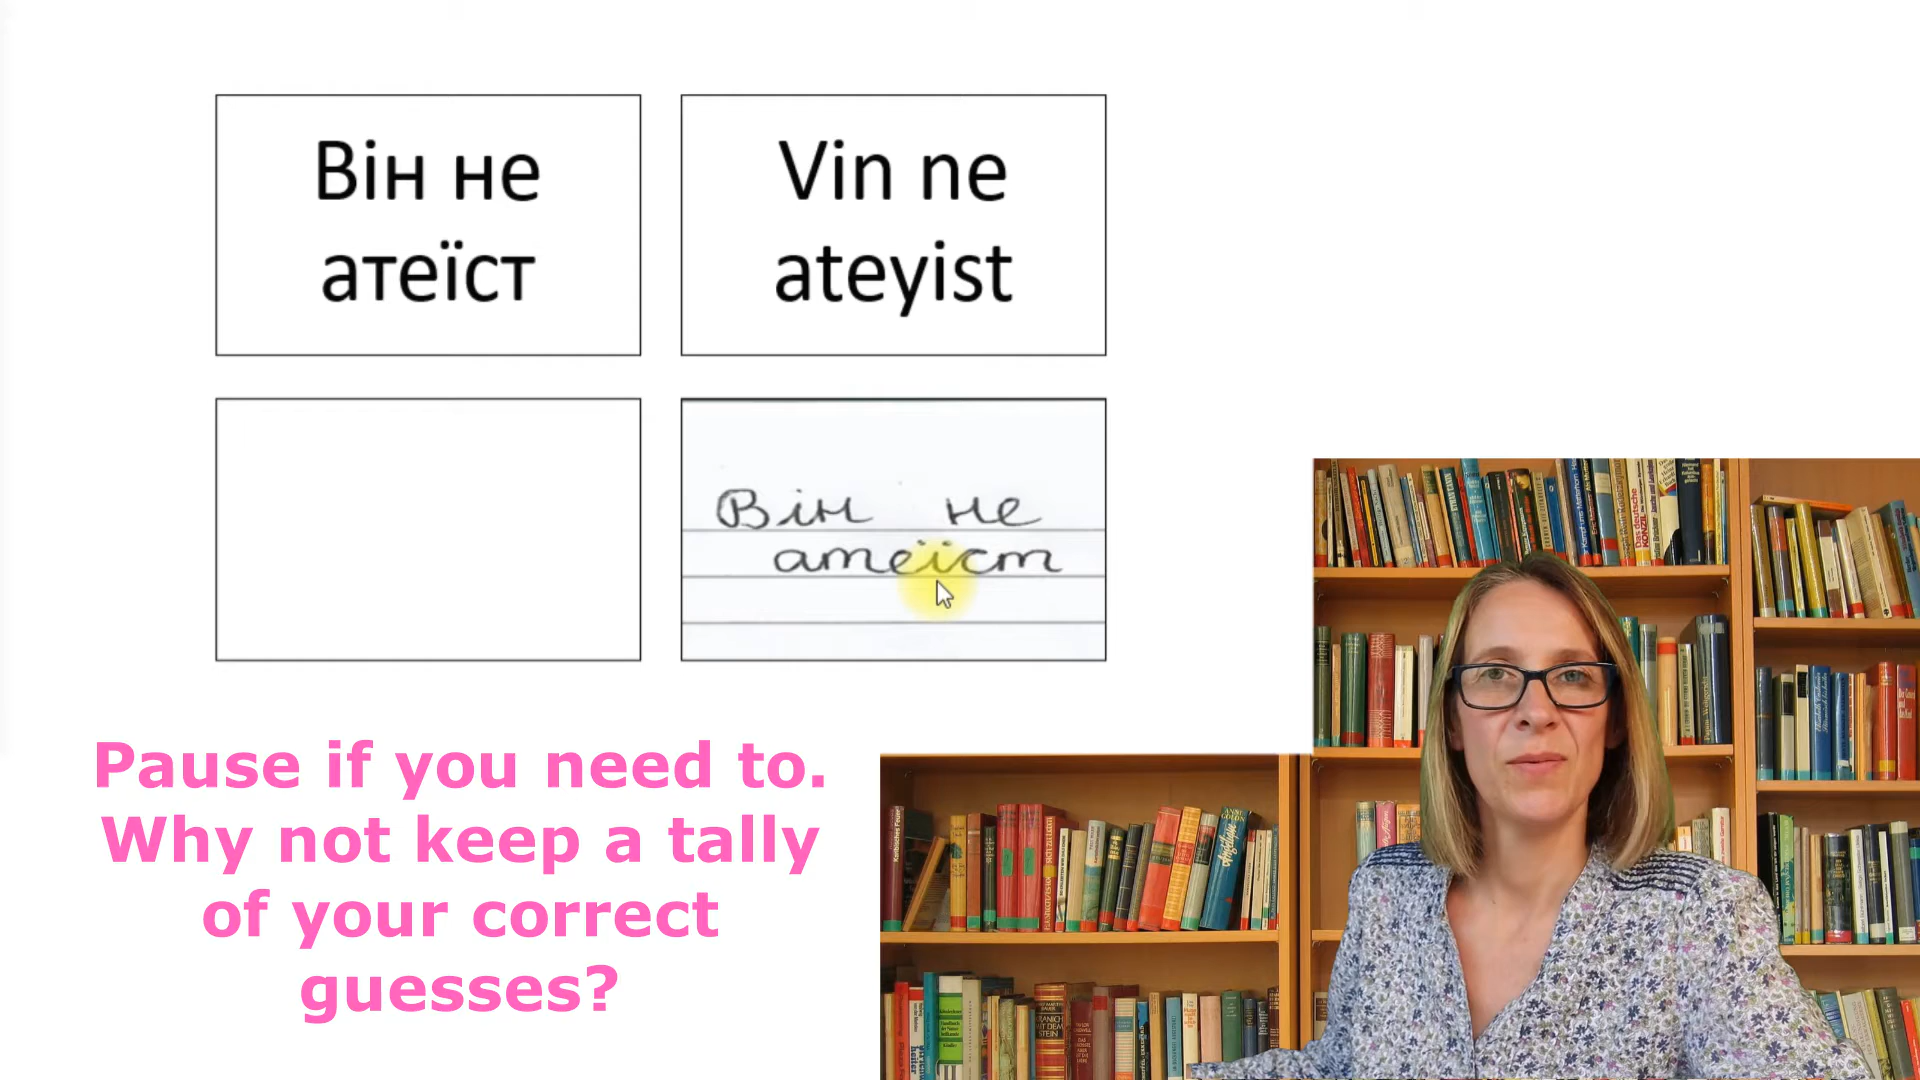 Він не
атеїст
Vin ne
ateyist
Він не
атеїст
Pause if you need to.
Why not keep a tally
of your correct
guesses?